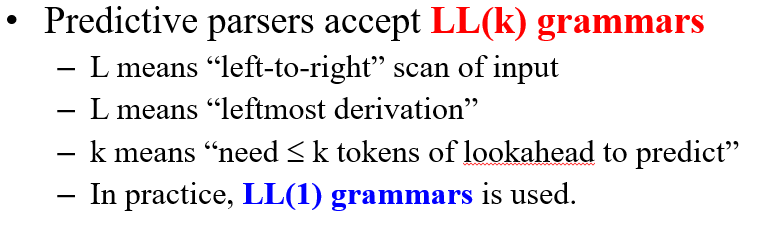 • Predictive parsers accept LL(k) grammars
– L means “left-to-right” scan of input
– L means “leftmost derivation”
– k means “need ≤ k tokens of lookahead to predict”
– In practice, LL(1) grammars is used.